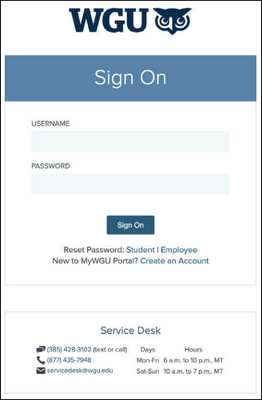 WGU
Sign On
USERNAME
PASSWORD
Sign On
Reset Password: Student | Employee
New to MyWGU Portal? Create an Account
Service Desk
(385) 428-3102 (text or call) Days Hours
(877) 435-7948 Mon-Fri 6 a.m. to 10 p.m., MT
servicedesk@wgu.edu Sat-Sun 10 a.m. to 7 p.m., MT